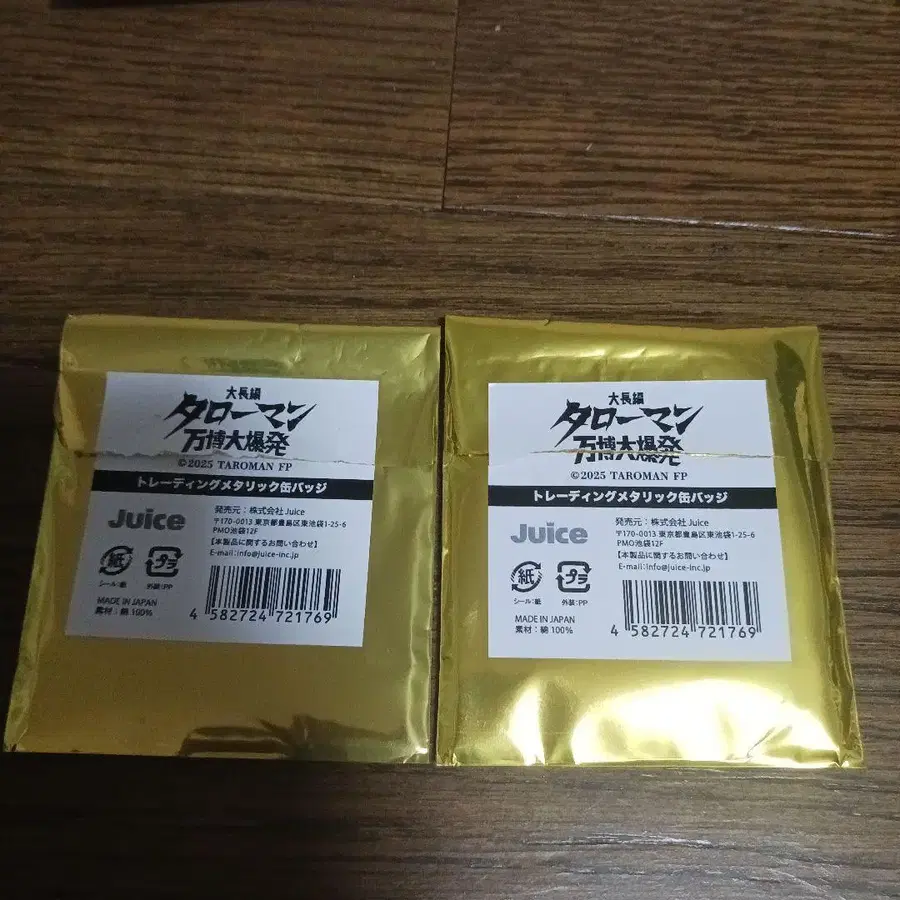 大長編
タローマン
万博大爆発
©2025 TAROMAN FP
トレーディングメタリック缶バッジ
Juice
発売元：株式会社 Juice
〒170-0013 東京都豊島区東池袋1-25-6
PMO池袋12F
【本製品に関するお問い合わせ】
E-mail：info@juice-inc.jp
紙
プラ
シール：紙
外装：PP
MADE IN JAPAN
素材：綿 100%
4 582724 721769
大長編
タローマン
万博大爆発
©2025 TAROMAN FP
トレーディングメタリック缶バッジ
Juice
発売元：株式会社 Juice
〒170-0013 東京都豊島区東池袋1-25-6
PMO池袋12F
【本製品に関するお問い合わせ】
E-mail：info@juice-inc.jp
紙
プラ
シール：紙
外装：PP
MADE IN JAPAN
素材：綿 100%
4 582724 721769